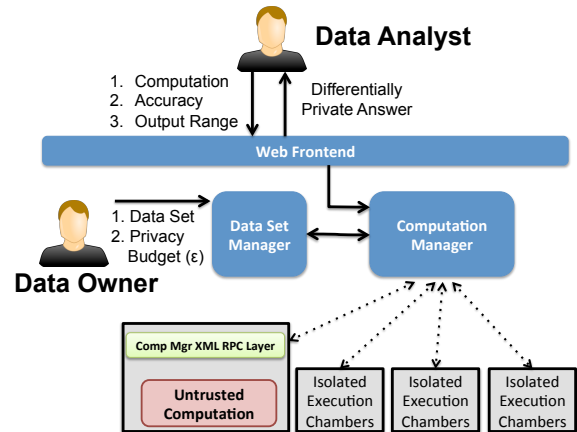 Data Analyst
1. Computation
2. Accuracy
3. Output Range
Differentially
Private Answer
Web Frontend
1. Data Set
2. Privacy
Budget (ε)
Data Owner
Data Set
Manager
Computation
Manager
Comp Mgr XML RPC Layer
Untrusted
Computation
Isolated
Execution
Chambers
Isolated
Execution
Chambers
Isolated
Execution
Chambers